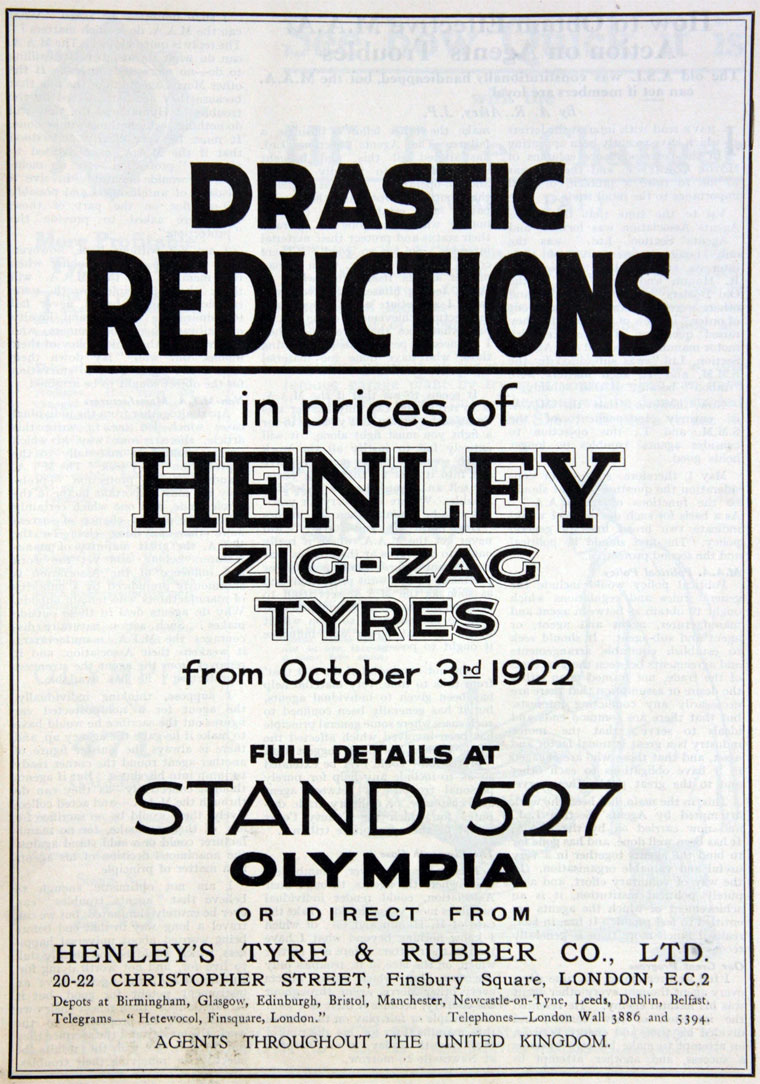 DRASTIC
REDUCTIONS
in prices of
HENLEY
ZIG-ZAG
TYRES
from October 3rd 1922
FULL DETAILS AT
STAND 527
OLYMPIA
OR DIRECT FROM
HENLEY'S TYRE & RUBBER CO., LTD.
20-22 CHRISTOPHER STREET, Finsbury Square, LONDON, E.C.2
Depots at Birmingham, Glasgow, Edinburgh, Bristol, Manchester, Newcastle-on-Tyne, Leeds, Dublin, Belfast.
Telegrams—"Hetewocol, Finsquare, London." Telephones—London Wall 3886 and 5394.
AGENTS THROUGHOUT THE UNITED KINGDOM.